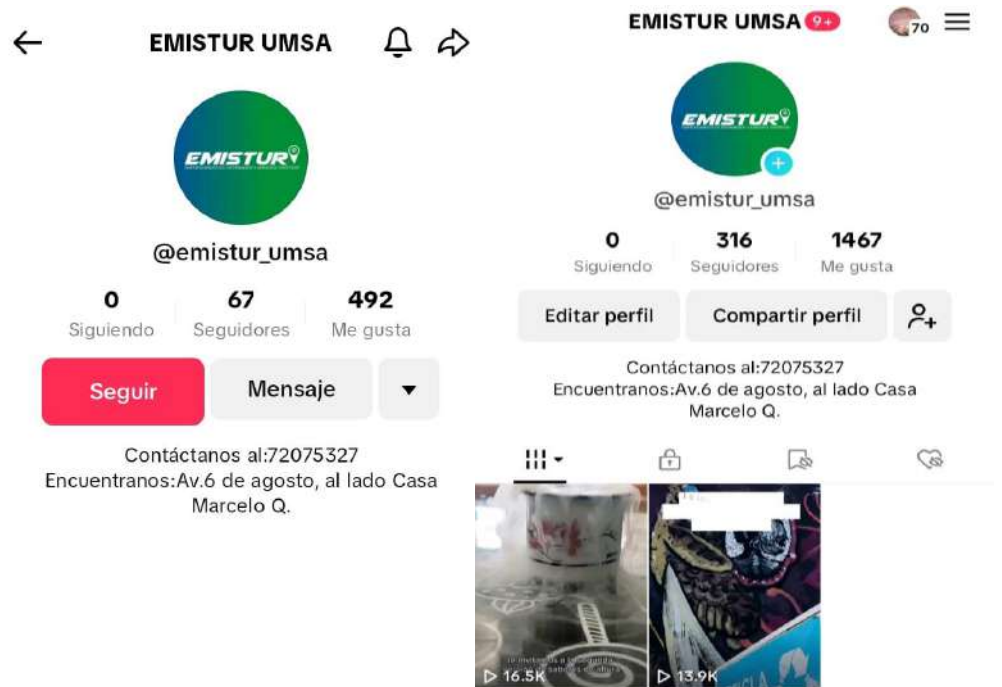 EMISTUR UMSA
EMISTUR
@emistur_umsa
0 67 492
Siguiendo Seguidores Me gusta
Seguir Mensaje
Contáctanos al:72075327
Encuentranos:Av.6 de agosto, al lado Casa
Marcelo Q.
EMISTUR UMSA 9+ 70
EMISTUR
@emistur_umsa
0 316 1467
Siguiendo Seguidores Me gusta
Editar perfil Compartir perfil
Contáctanos al:72075327
Encuentranos:Av.6 de agosto, al lado Casa
Marcelo Q.
16.5K 13.9K